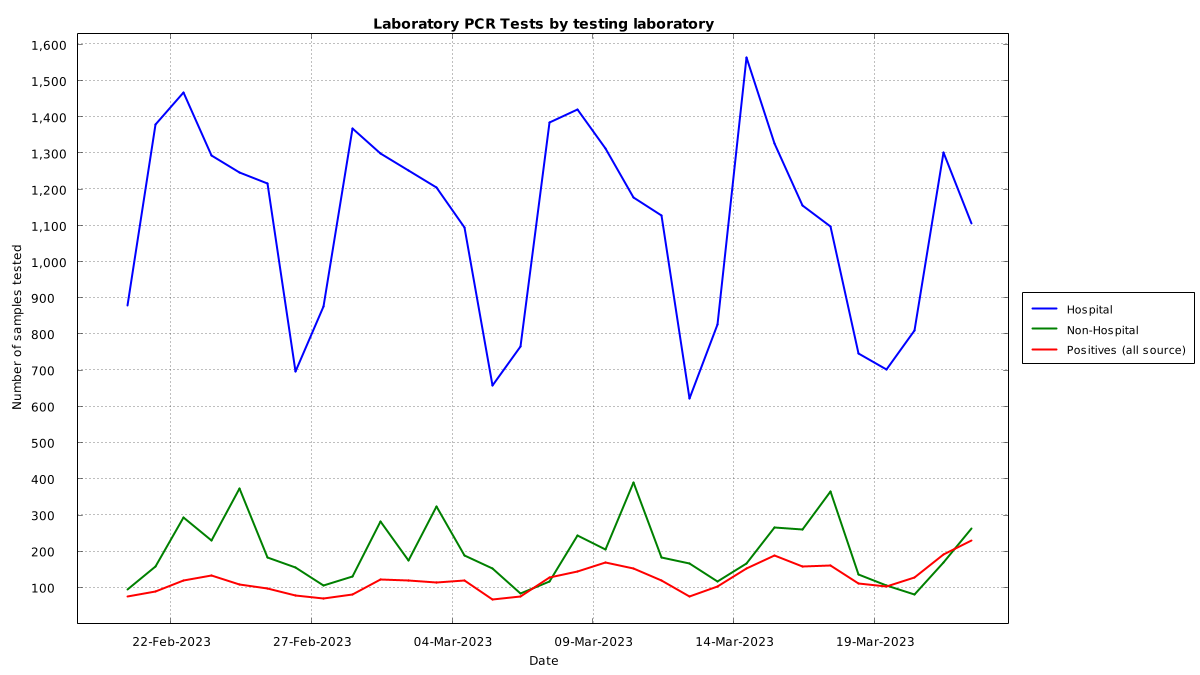 Laboratory PCR Tests by testing laboratory
1,600
1,500
1,400
1,300
1,200
1,100
1,000
900
800
700
600
500
400
300
200
100
Number of samples tested
22-Feb-2023
27-Feb-2023
04-Mar-2023
09-Mar-2023
14-Mar-2023
19-Mar-2023
Date
Hospital
Non-Hospital
Positives (all source)